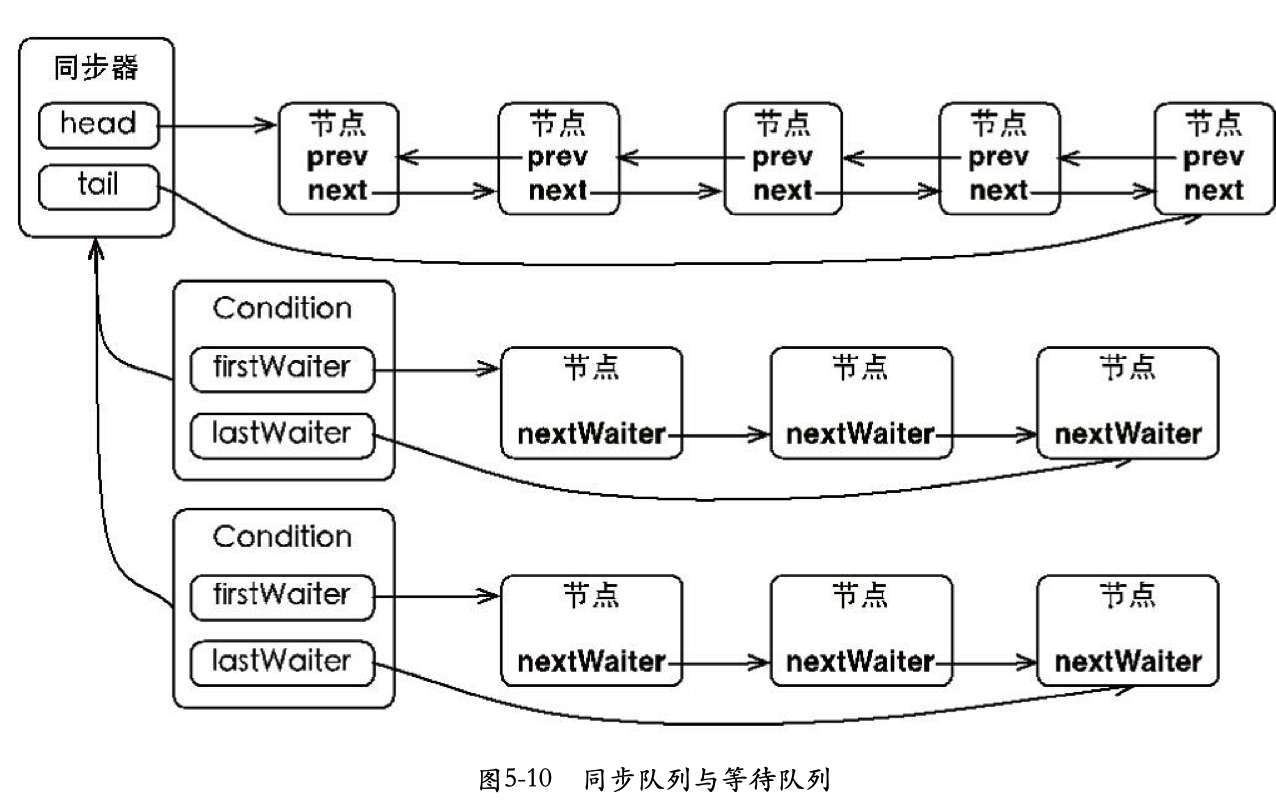 同步器
head
tail
节点 节点 节点 节点 节点
prev prev prev prev prev
next next next next next
Condition
firstWaiter
lastWaiter
节点 节点 节点
nextWaiter nextWaiter nextWaiter
Condition
firstWaiter
lastWaiter
节点 节点 节点
nextWaiter nextWaiter nextWaiter
图5-10 同步队列与等待队列